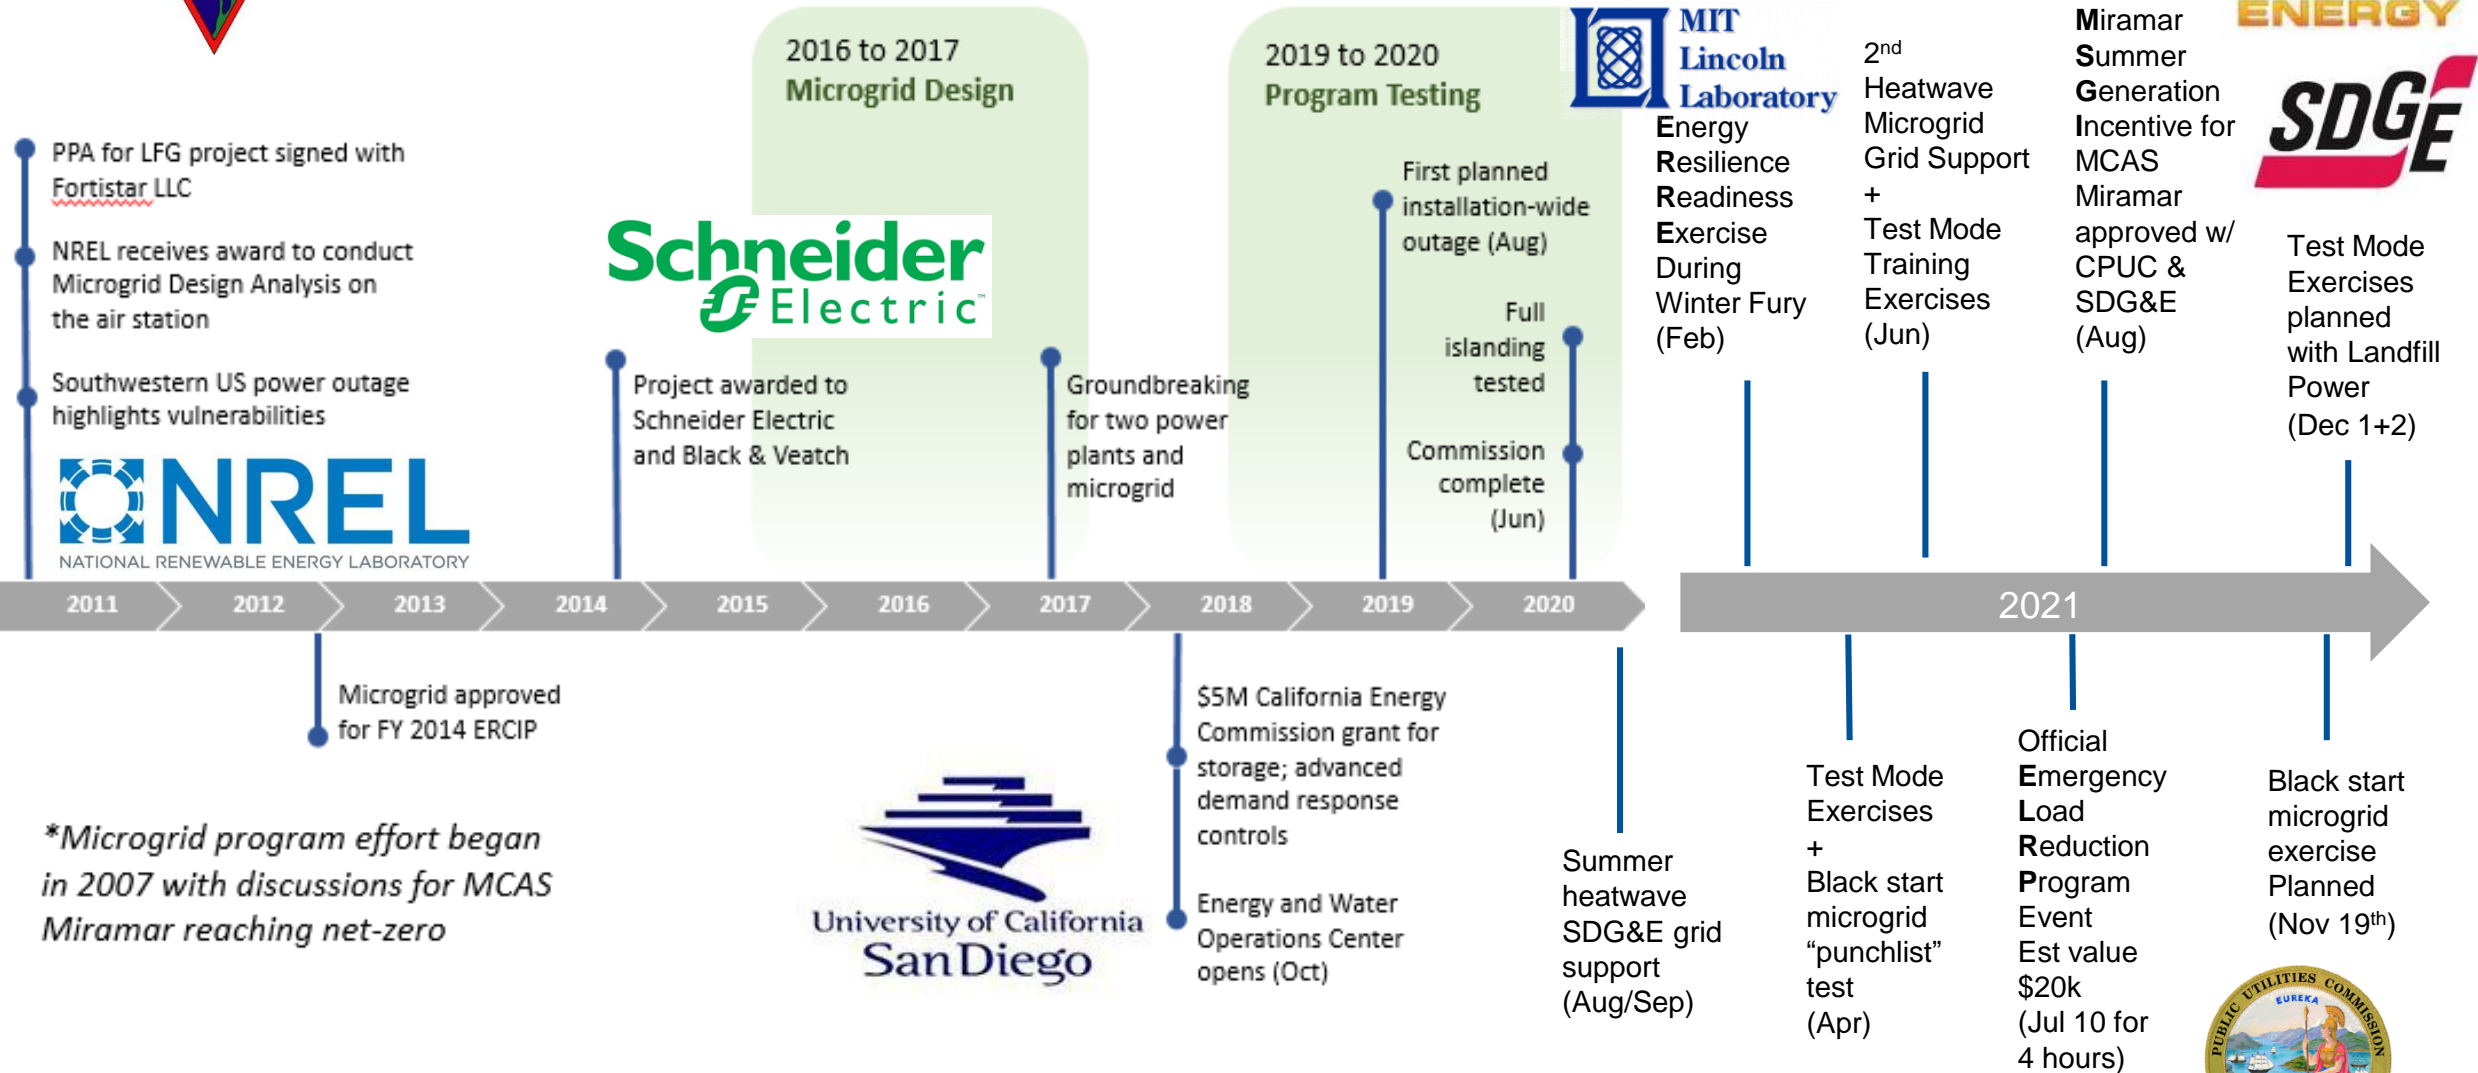 2016 to 2017
Microgrid Design
2019 to 2020
Program Testing
MIT
Lincoln
Laboratory
ENERGY
SDGE
PPA for LFG project signed with
Fortistar LLC
NREL receives award to conduct
Microgrid Design Analysis on
the air station
Southwestern US power outage
highlights vulnerabilities
NREL
NATIONAL RENEWABLE ENERGY LABORATORY
Schneider
Electric™
Project awarded to
Schneider Electric
and Black & Veatch
Groundbreaking
for two power
plants and
microgrid
First planned
installation-wide
outage (Aug)
Full
islanding
tested
Commission
complete
(Jun)
Energy
Resilience
Readiness
Exercise
During
Winter Fury
(Feb)
2nd
Heatwave
Microgrid
Grid Support
+
Test Mode
Training
Exercises
(Jun)
Miramar
Summer
Generation
Incentive for
MCAS
Miramar
approved w/
CPUC &
SDG&E
(Aug)
Test Mode
Exercises
planned
with Landfill
Power
(Dec 1+2)
2011
2012
2013
2014
2015
2016
2017
2018
2019
2020
2021
Microgrid approved
for FY 2014 ERCIP
*Microgrid program effort began
in 2007 with discussions for MCAS
Miramar reaching net-zero
University of California
San Diego
$5M California Energy
Commission grant for
storage; advanced
demand response
controls
Energy and Water
Operations Center
opens (Oct)
Summer
heatwave
SDG&E grid
support
(Aug/Sep)
Test Mode
Exercises
+
Black start
microgrid
“punchlist”
test
(Apr)
Official
Emergency
Load
Reduction
Program
Event
Est value
$20k
(Jul 10 for
4 hours)
Black start
microgrid
exercise
Planned
(Nov 19th)
PUBLIC UTILITIES COMMISSION
EUREKA